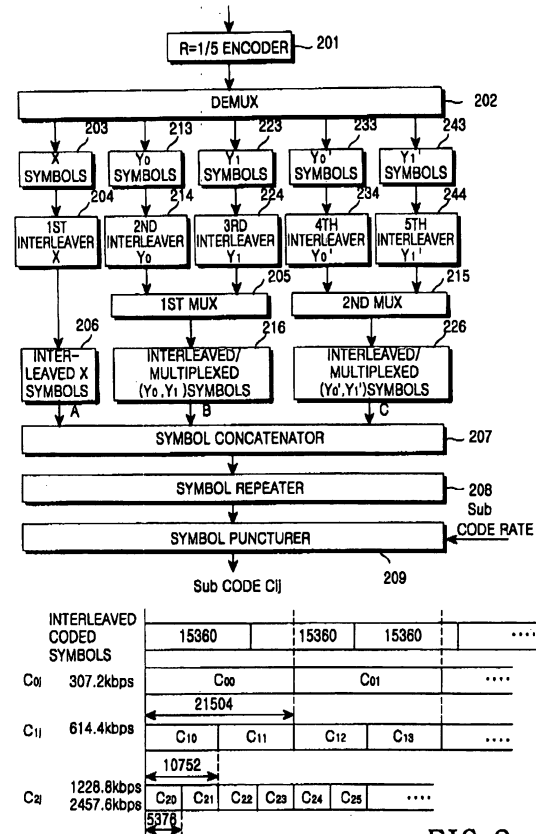 R=1/5 ENCODER 201
DEMUX 202
203 213 223 233 243
X SYMBOLS
Y0 SYMBOLS
Y1 SYMBOLS
Y0' SYMBOLS
Y1' SYMBOLS
204 214 224 234 244
1ST INTERLEAVER X
2ND INTERLEAVER Y0
3RD INTERLEAVER Y1
4TH INTERLEAVER Y0'
5TH INTERLEAVER Y1'
205 215
1ST MUX
2ND MUX
206 216 226
INTER-
LEAVED X
SYMBOLS
INTERLEAVED/
MULTIPLEXED
(Y0,Y1)SYMBOLS
INTERLEAVED/
MULTIPLEXED
(Y0',Y1')SYMBOLS
A B C
SYMBOL CONCATENATOR 207
SYMBOL REPEATER 208
Sub
CODE RATE
SYMBOL PUNCTURER
209
Sub CODE Cij
INTERLEAVED
CODED
SYMBOLS
15360 15360 15360 ....
C0j 307.2kbps C00 C01 ....
21504
C1j 614.4kbps C10 C11 C12 C13 ....
10752
C2j 1228.8kbps
2457.6kbps C20 C21 C22 C23 C24 C25 ....
5376